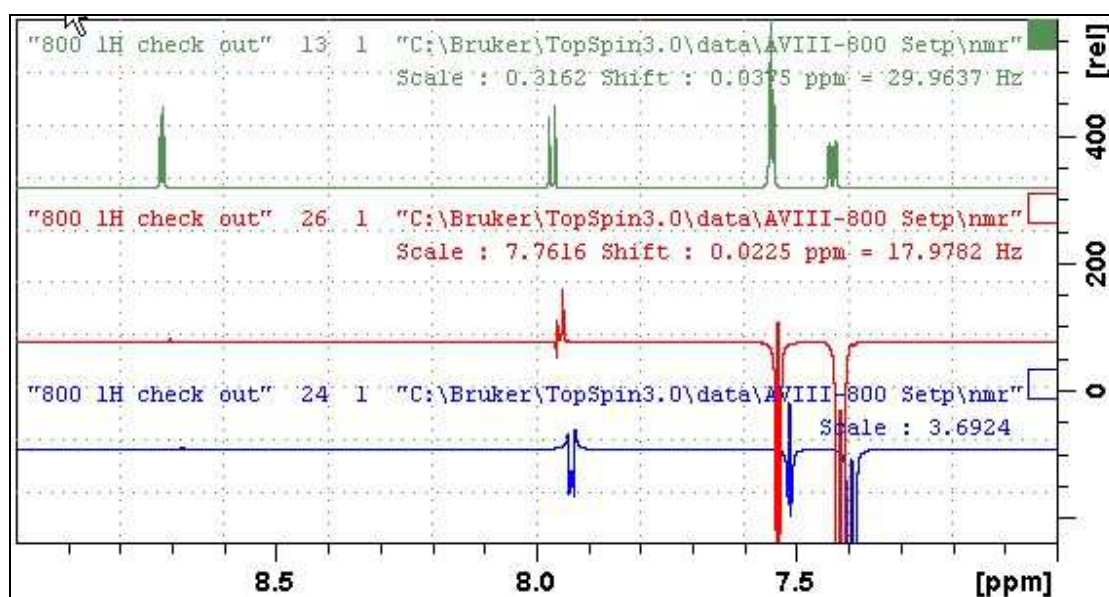 "800 1H check out" 13 1 "C:\Bruker\TopSpin3.0\data\AVIII-800 Setp\nmr"
Scale : 0.3162 Shift : 0.0375 ppm = 29.9637 Hz
"800 1H check out" 26 1 "C:\Bruker\TopSpin3.0\data\AVIII-800 Setp\nmr"
Scale : 7.7616 Shift : 0.0225 ppm = 17.9782 Hz
"800 1H check out" 24 1 "C:\Bruker\TopSpin3.0\data\AVIII-800 Setp\nmr"
Scale : 3.6924
[rel]
400
200
0
8.5 8.0 7.5 [ppm]